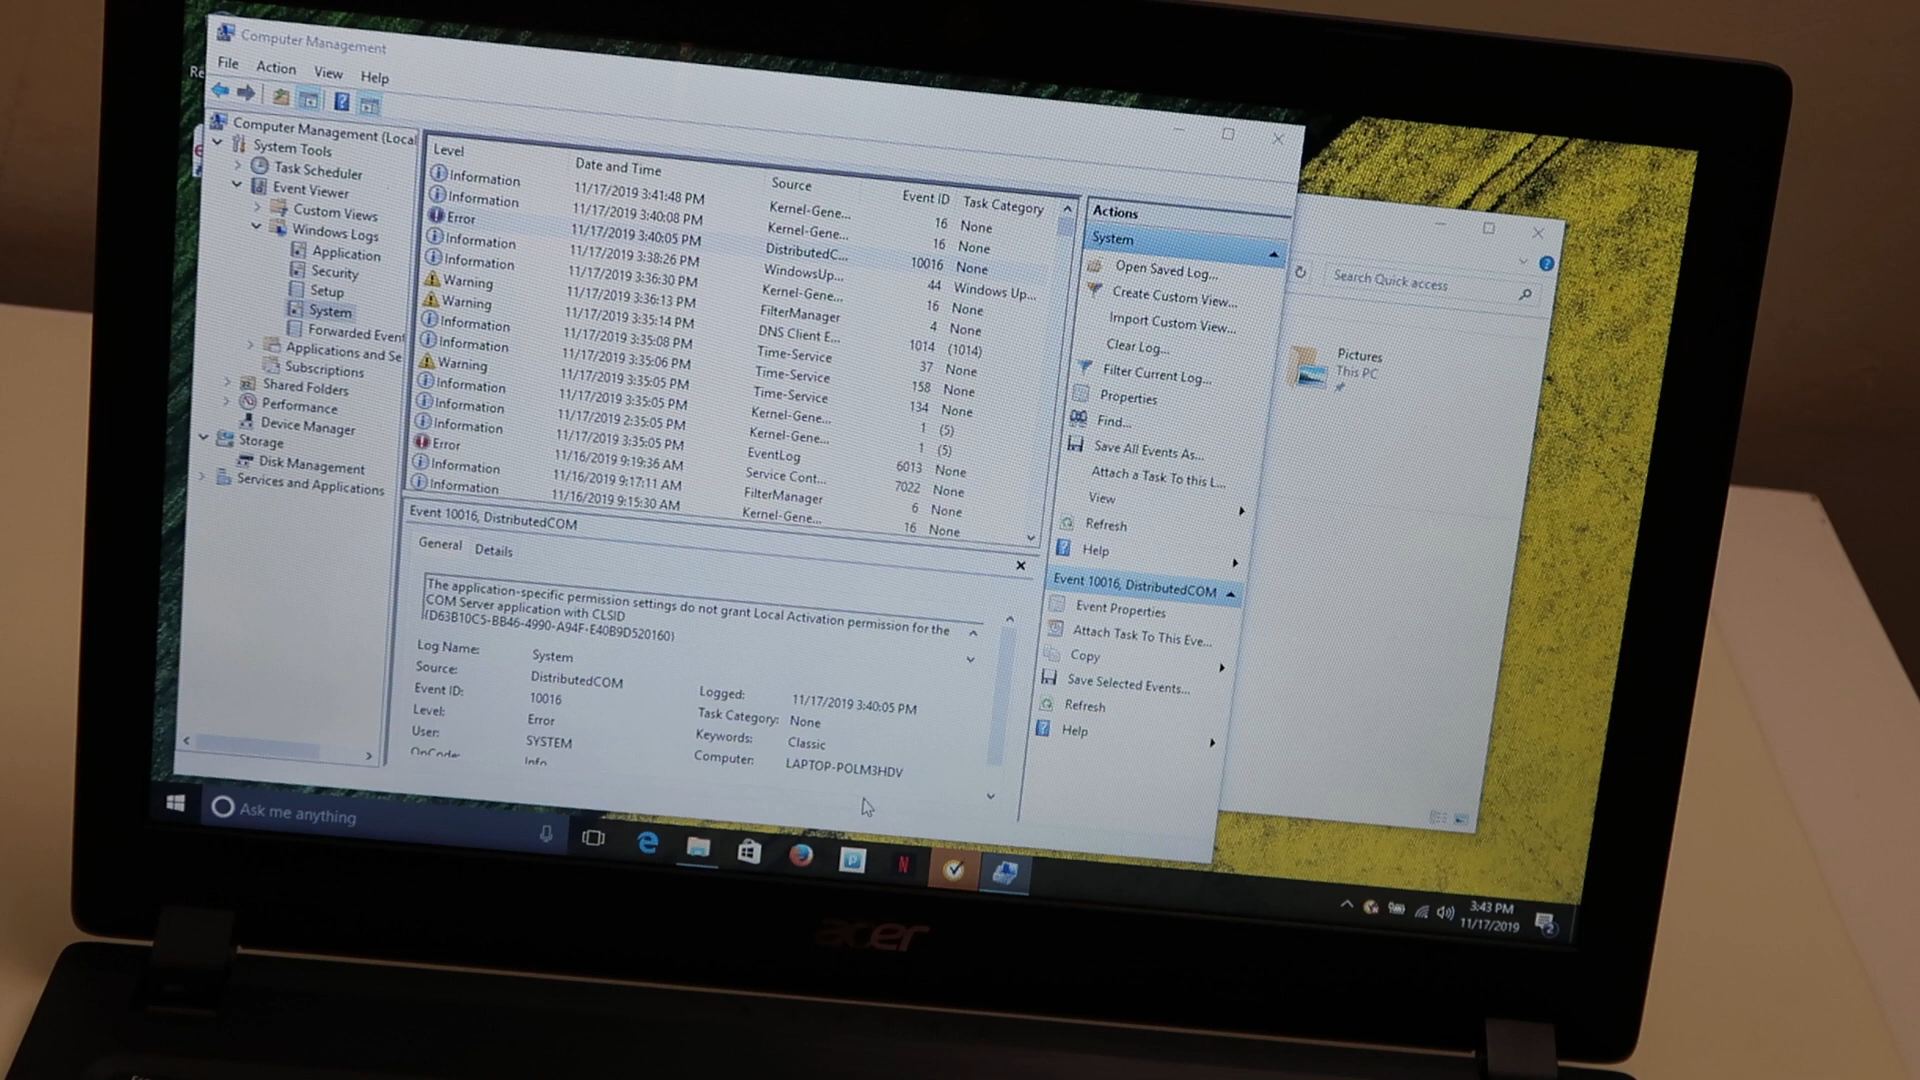 Computer Management
File Action View Help
Computer Management (Local
System Tools
Task Scheduler
Event Viewer
Custom Views
Windows Logs
Application
Security
Setup
System
Forwarded Event
Applications and Se
Subscriptions
Shared Folders
Performance
Device Manager
Storage
Disk Management
Services and Applications
Level Date and Time Source Event ID Task Category
Information 11/17/2019 3:41:48 PM Kernel-Gene... 16 None
Information 11/17/2019 3:40:08 PM Kernel-Gene... 16 None
Error 11/17/2019 3:40:05 PM DistributedC... 10016 None
Information 11/17/2019 3:38:26 PM WindowsUp... 44 Windows Up...
Information 11/17/2019 3:36:30 PM Kernel-Gene... 16 None
Warning 11/17/2019 3:36:13 PM FilterManager 4 None
Warning 11/17/2019 3:35:14 PM DNS Client E... 1014 (1014)
Information 11/17/2019 3:35:08 PM Time-Service 37 None
Information 11/17/2019 3:35:06 PM Time-Service 158 None
Warning 11/17/2019 3:35:05 PM Time-Service 134 None
Information 11/17/2019 3:35:05 PM Kernel-Gene... 1 (5)
Information 11/17/2019 2:35:05 PM Kernel-Gene... 1 (5)
Information 11/17/2019 3:35:05 PM EventLog 6013 None
Error 11/16/2019 9:19:36 AM Service Cont... 7022 None
Information 11/16/2019 9:17:11 AM FilterManager 6 None
Information 11/16/2019 9:15:30 AM Kernel-Gene... 16 None
Event 10016, DistributedCOM
General Details
The application-specific permission settings do not grant Local Activation permission for the
COM Server application with CLSID
{D63B10C5-BB46-4990-A94F-E40B9D520160}
Log Name: System
Source: DistributedCOM
Event ID: 10016
Level: Error
User: SYSTEM
OpCode: Info
Logged: 11/17/2019 3:40:05 PM
Task Category: None
Keywords: Classic
Computer: LAPTOP-POLM3HDV
Actions
System
Open Saved Log...
Create Custom View...
Import Custom View...
Clear Log...
Filter Current Log...
Properties
Find...
Save All Events As...
Attach a Task To this L...
View
Refresh
Help
Event 10016, DistributedCOM
Event Properties
Attach Task To This Eve...
Copy
Save Selected Events...
Refresh
Help
Search Quick access
Pictures
This PC
Re
Ask me anything
N
3:43 PM
11/17/2019
2
acer